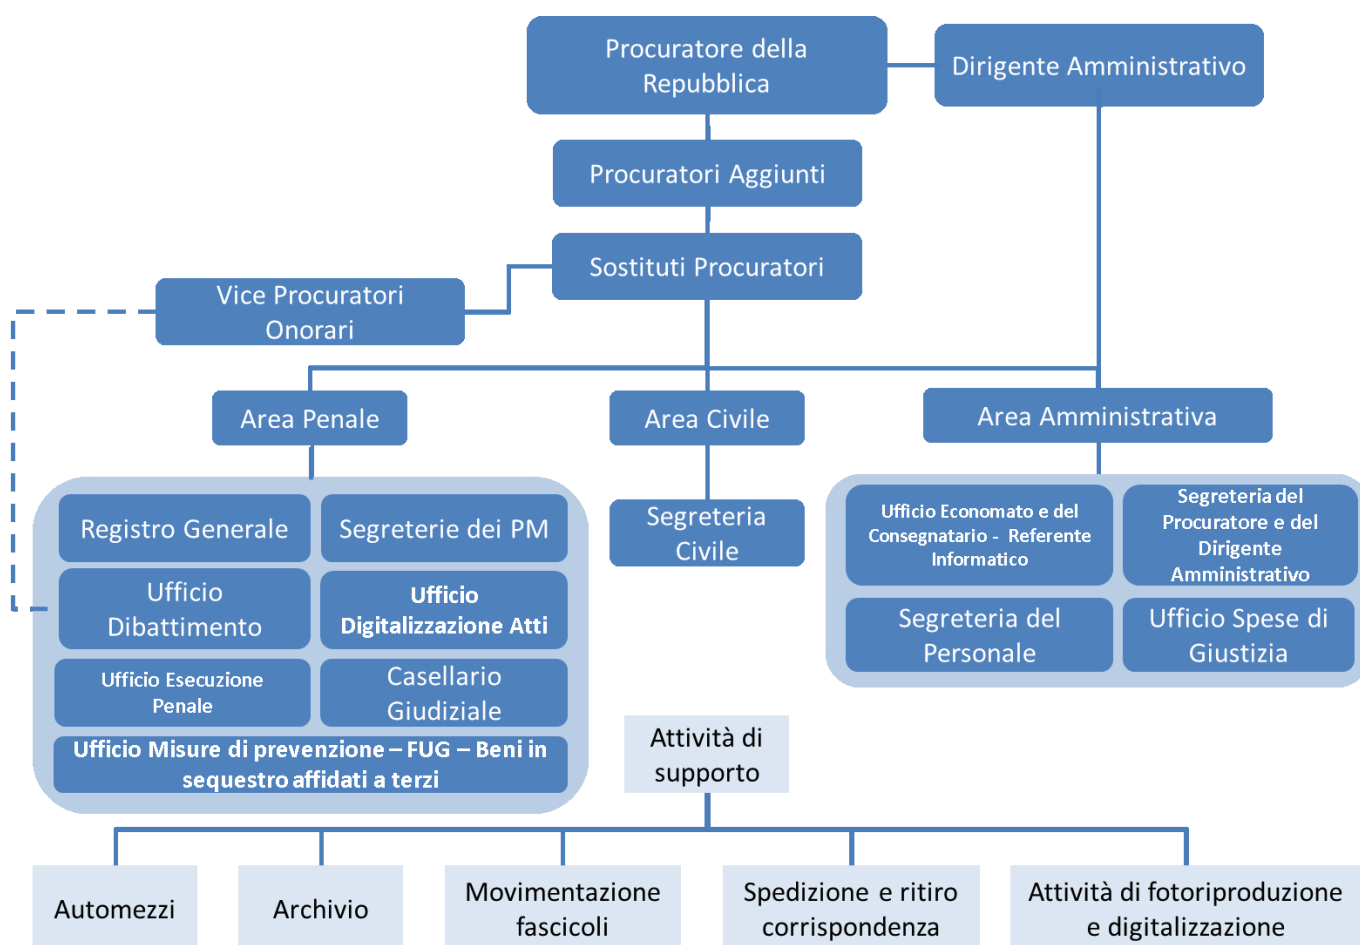 Procuratore della
Repubblica
Dirigente Amministrativo
Procuratori Aggiunti
Sostituti Procuratori
Vice Procuratori
Onorari
Area Penale
Area Civile
Area Amministrativa
Registro Generale
Segreterie dei PM
Ufficio
Dibattimento
Ufficio
Digitalizzazione Atti
Ufficio Esecuzione
Penale
Casellario
Giudiziale
Ufficio Misure di prevenzione – FUG – Beni in
sequestro affidati a terzi
Segreteria
Civile
Ufficio Economato e del
Consegnatario - Referente
Informatico
Segreteria del
Procuratore e del
Dirigente
Amministrativo
Segreteria del
Personale
Ufficio Spese di
Giustizia
Attività di
supporto
Automezzi
Archivio
Movimentazione
fascicoli
Spedizione e ritiro
corrispondenza
Attività di fotoriproduzione
e digitalizzazione